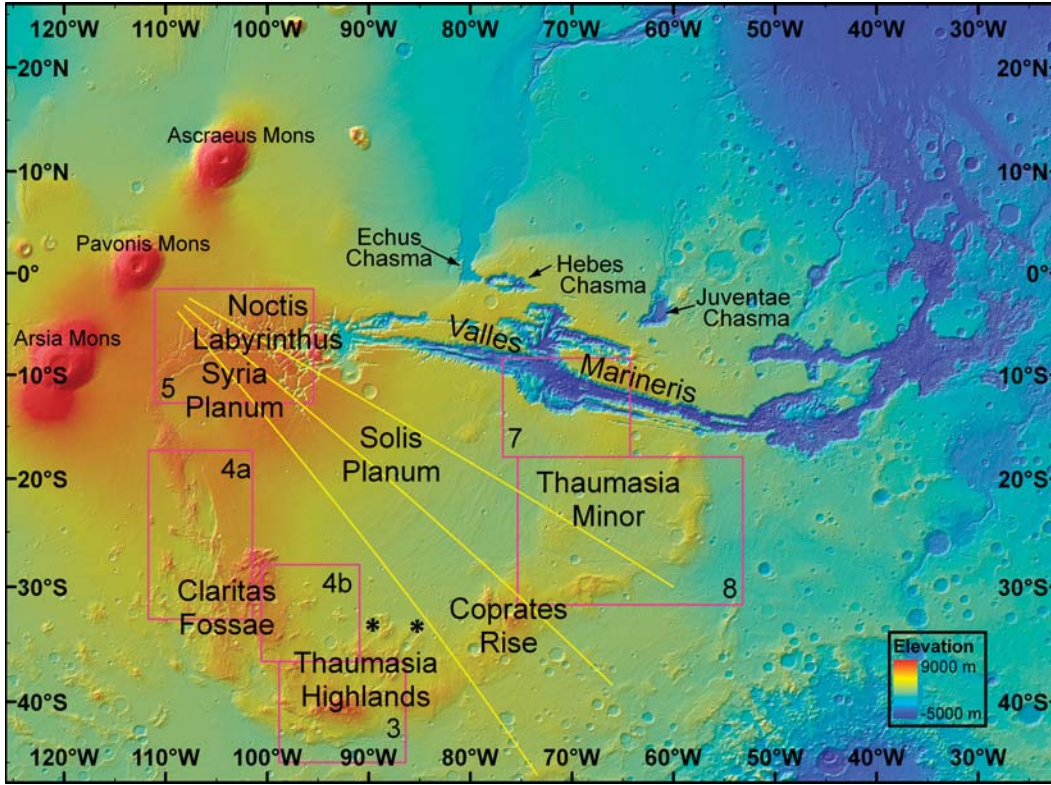 120°W 110°W 100°W 90°W 80°W 70°W 60°W 50°W 40°W 30°W
20°N 20°N
Ascraeus Mons
10°N 10°N
Pavonis Mons
Echus
Chasma
Hebes
Chasma
0° 0°
Juventae
Chasma
Noctis
Labyrinthus
Arsia Mons
Valles
Marineris
Syria
Planum
10°S 10°S
5
7
Solis
Planum
4a
20°S 20°S
Thaumasia
Minor
30°S 30°S
4b
8
Claritas
Fossae
Coprates
Rise
* *
Thaumasia
Highlands
3
Elevation
9000 m
-5000 m
40°S 40°S
120°W 110°W 100°W 90°W 80°W 70°W 60°W 50°W 40°W 30°W